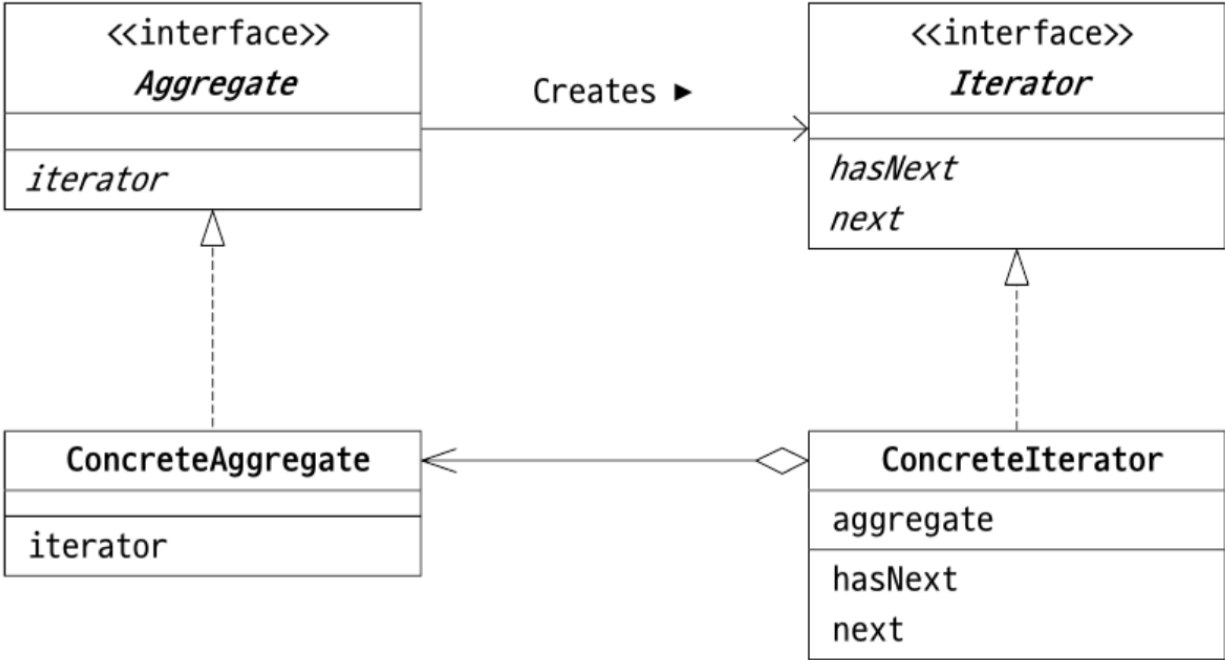 <<interface>>
Aggregate
iterator
Creates ►
<<interface>>
Iterator
hasNext
next
ConcreteAggregate
iterator
ConcreteIterator
aggregate
hasNext
next